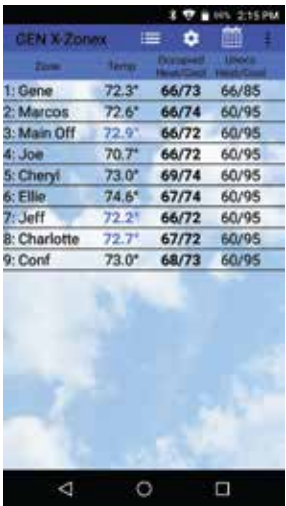 2:15 PM
GEN X-Zonex
Zone Temp Occupied Heat/Cool Unocc Heat/Cool
1: Gene 72.3° 66/73 66/85
2: Marcos 72.6° 66/74 60/95
3: Main Off 72.9° 66/72 60/95
4: Joe 70.7° 66/72 60/95
5: Cheryl 73.0° 69/74 60/95
6: Ellie 74.6° 67/74 60/95
7: Jeff 72.2° 66/72 60/95
8: Charlotte 72.7° 67/72 60/95
9: Conf 73.0° 68/73 60/95